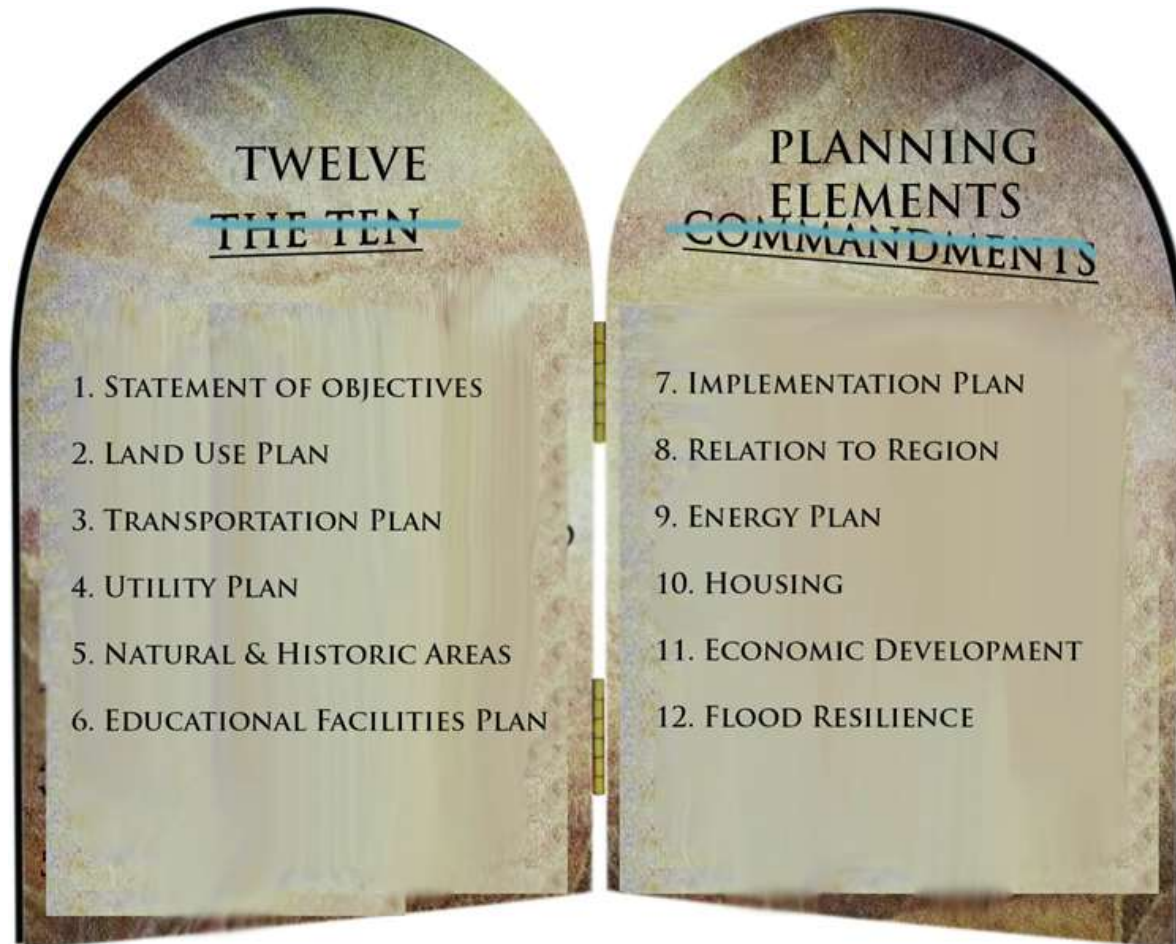 TWELVE
THE TEN
1. STATEMENT OF OBJECTIVES
2. LAND USE PLAN
3. TRANSPORTATION PLAN
4. UTILITY PLAN
5. NATURAL & HISTORIC AREAS
6. EDUCATIONAL FACILITIES PLAN
PLANNING
ELEMENTS
COMMANDMENTS
7. IMPLEMENTATION PLAN
8. RELATION TO REGION
9. ENERGY PLAN
10. HOUSING
11. ECONOMIC DEVELOPMENT
12. FLOOD RESILIENCE